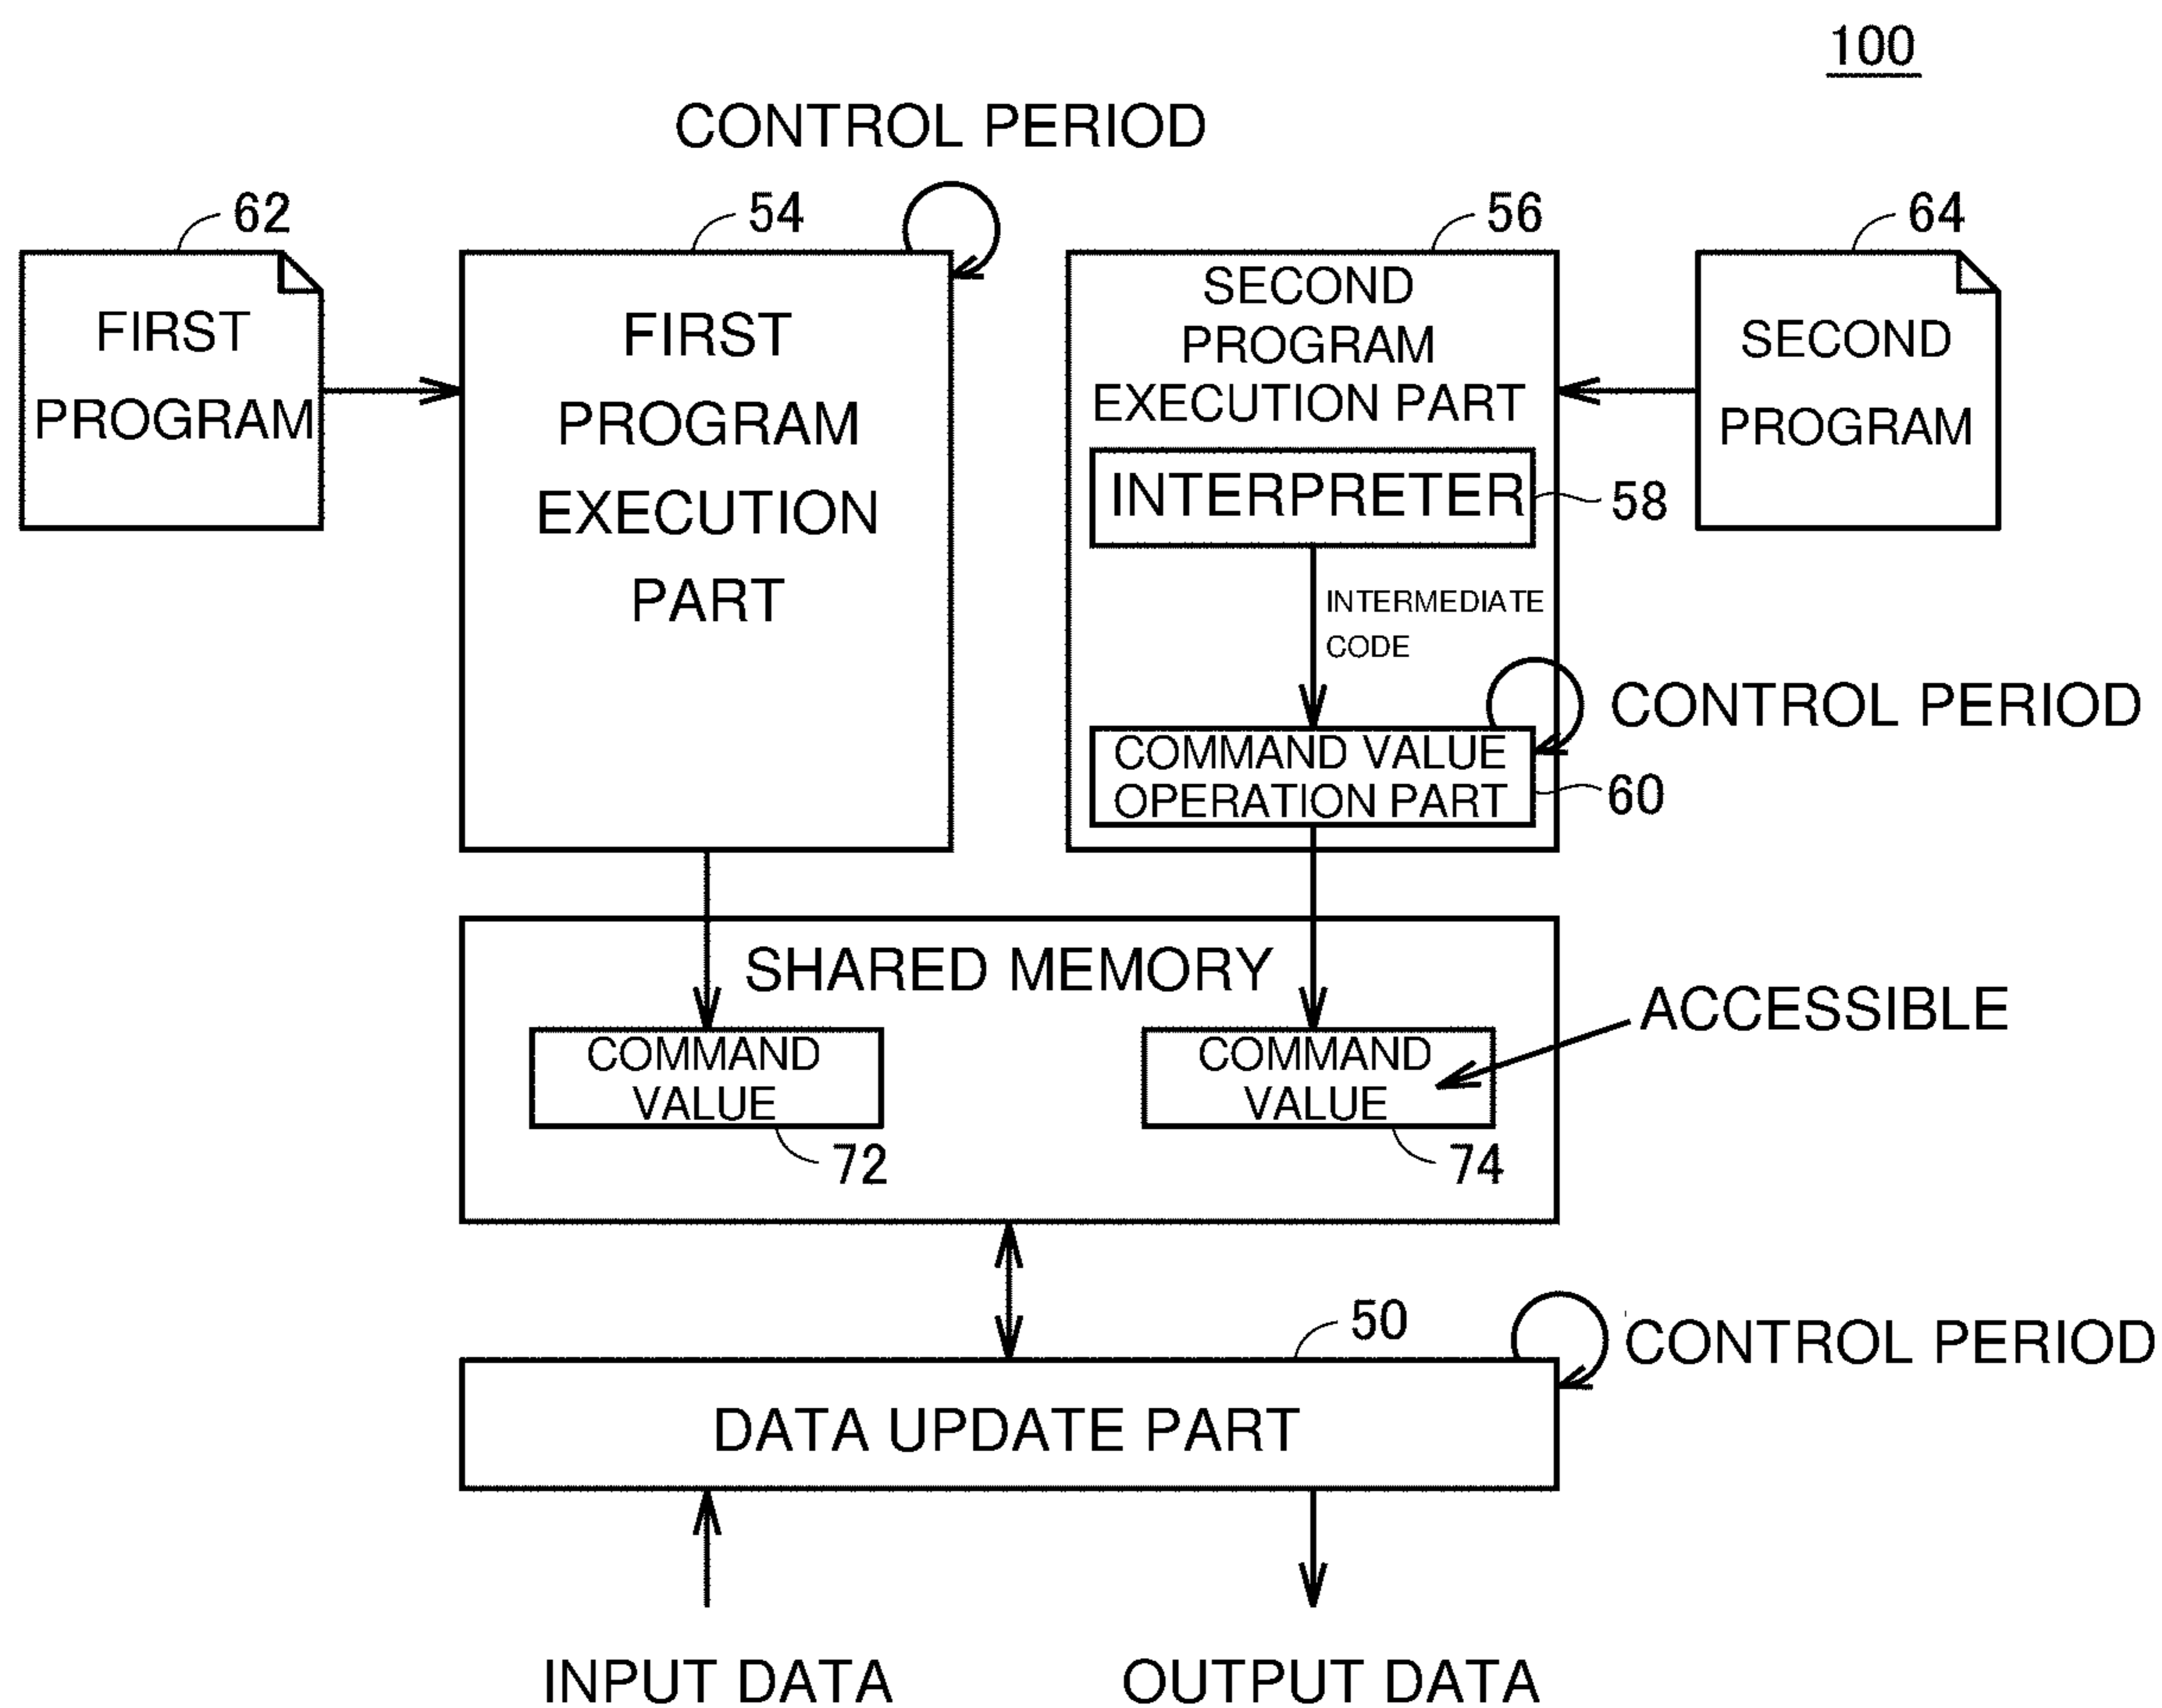 100
CONTROL PERIOD
62
54
56
64
FIRST
PROGRAM
FIRST
PROGRAM
EXECUTION
PART
SECOND
PROGRAM
EXECUTION PART
INTERPRETER
58
INTERMEDIATE
CODE
COMMAND VALUE
OPERATION PART
60
CONTROL PERIOD
SECOND
PROGRAM
SHARED MEMORY
COMMAND
VALUE
72
COMMAND
VALUE
74
ACCESSIBLE
50
CONTROL PERIOD
DATA UPDATE PART
INPUT DATA
OUTPUT DATA